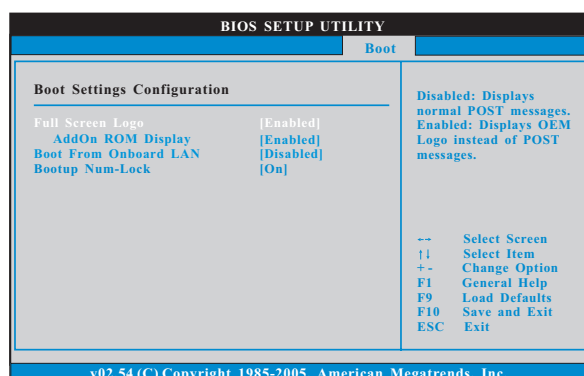 BIOS SETUP UTILITY
Boot
Boot Settings Configuration
Full Screen Logo [Enabled]
AddOn ROM Display [Enabled]
Boot From Onboard LAN [Disabled]
Bootup Num-Lock [On]
Disabled: Displays
normal POST messages.
Enabled: Displays OEM
Logo instead of POST
messages.
←→ Select Screen
↑↓ Select Item
+ - Change Option
F1 General Help
F9 Load Defaults
F10 Save and Exit
ESC Exit
v02.54 (C) Copyright 1985-2005, American Megatrends, Inc.